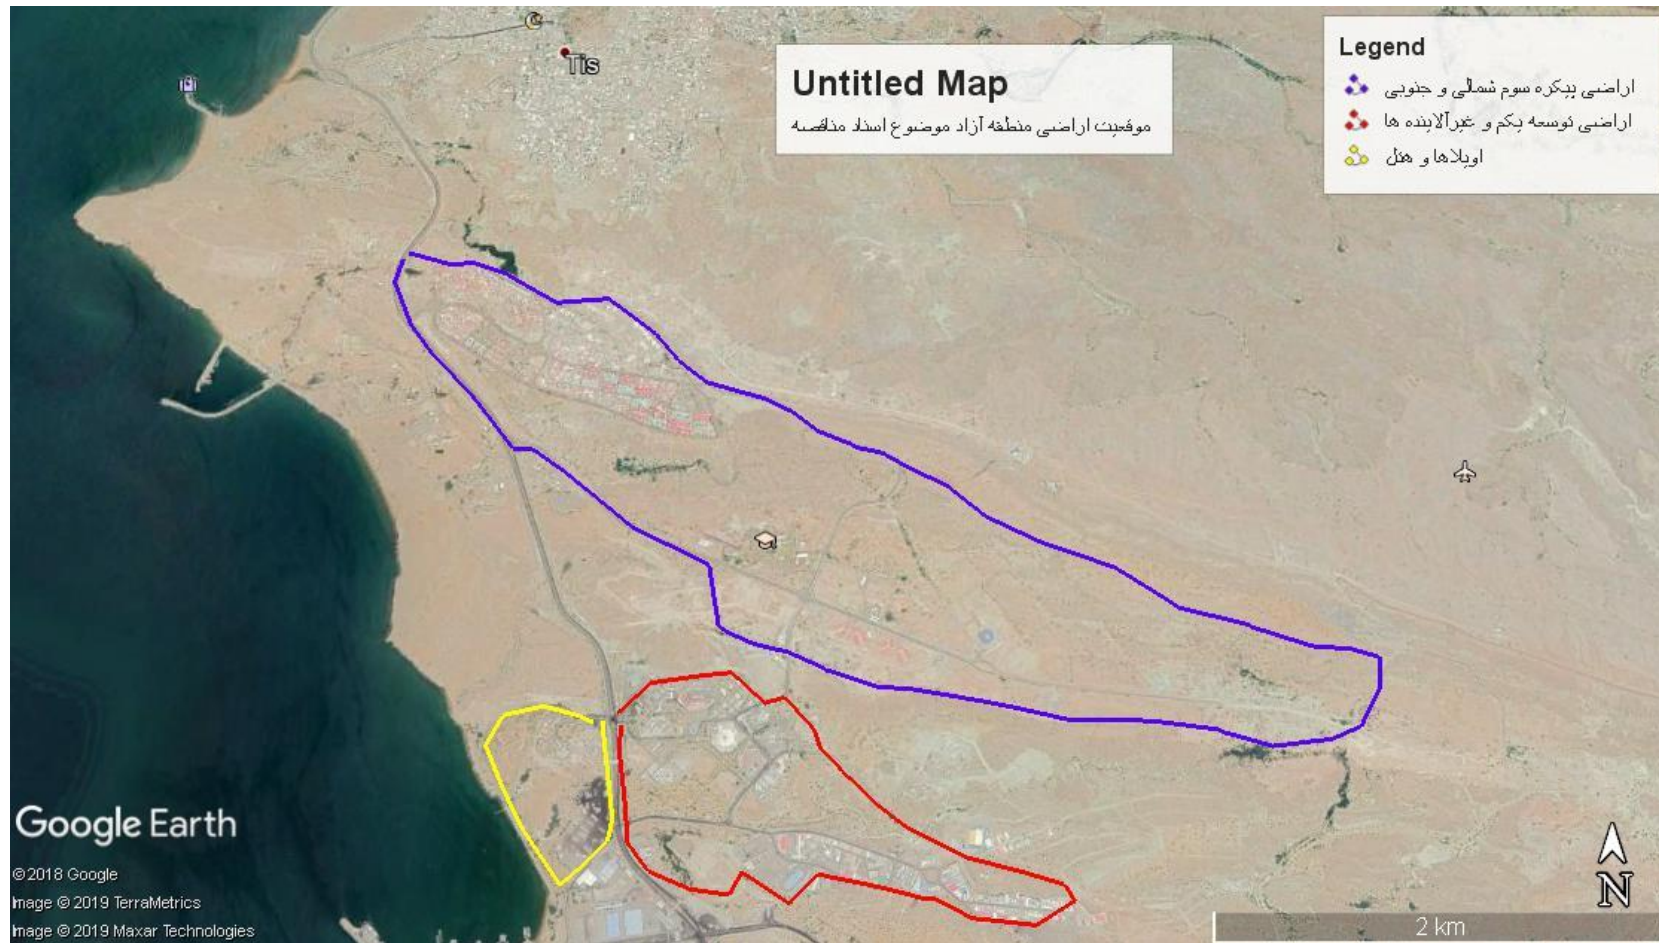 Tis
Untitled Map
موقعیت اراضی منطقه آزاد موضوع اسناد مناقصه
Legend
اراضی پیکره سوم شمالی و جنوبی
اراضی توسعه یکم و غیرآلاینده ها
اویلاها و هتل
Google Earth
©2018 Google
Image © 2019 TerraMetrics
Image © 2019 Maxar Technologies
N
2 km